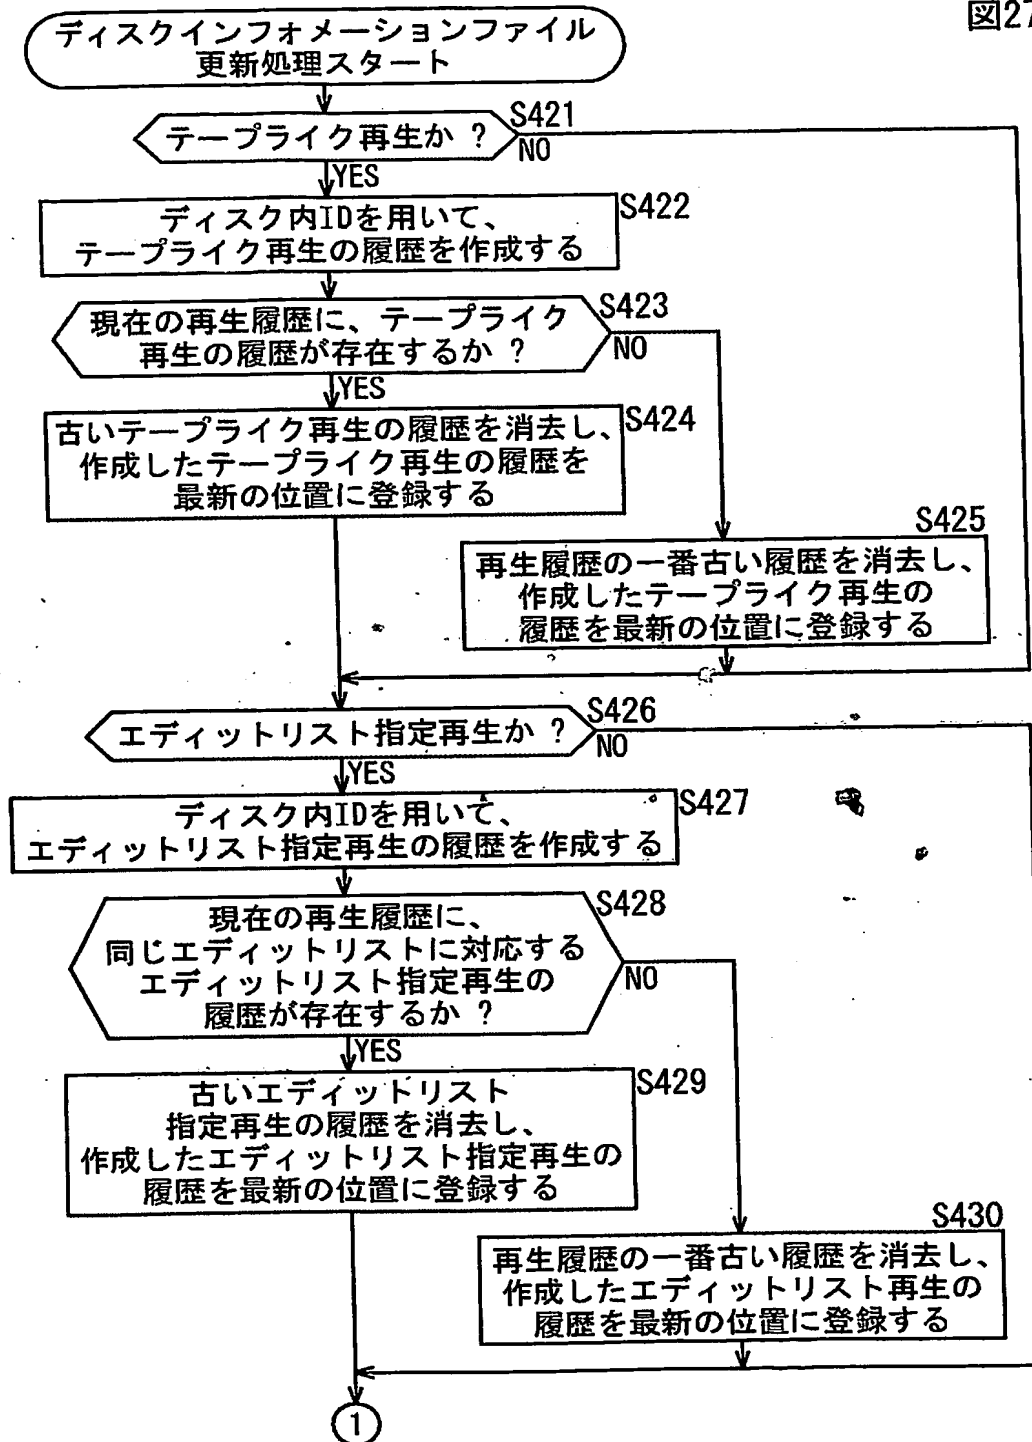 図27
ディスクインフォメーションファイル
更新処理スタート
テープライク再生か ?
S421
NO
YES
ディスク内IDを用いて、
テープライク再生の履歴を作成する
S422
現在の再生履歴に、テープライク
再生の履歴が存在するか ?
S423
NO
YES
古いテープライク再生の履歴を消去し、
作成したテープライク再生の履歴を
最新の位置に登録する
S424
S425
再生履歴の一番古い履歴を消去し、
作成したテープライク再生の
履歴を最新の位置に登録する
エディットリスト指定再生か ?
S426
NO
YES
ディスク内IDを用いて、
エディットリスト指定再生の履歴を作成する
S427
現在の再生履歴に、
同じエディットリストに対応する
エディットリスト指定再生の
履歴が存在するか ?
S428
NO
YES
古いエディットリスト
指定再生の履歴を消去し、
作成したエディットリスト指定再生の
履歴を最新の位置に登録する
S429
S430
再生履歴の一番古い履歴を消去し、
作成したエディットリスト再生の
履歴を最新の位置に登録する
1